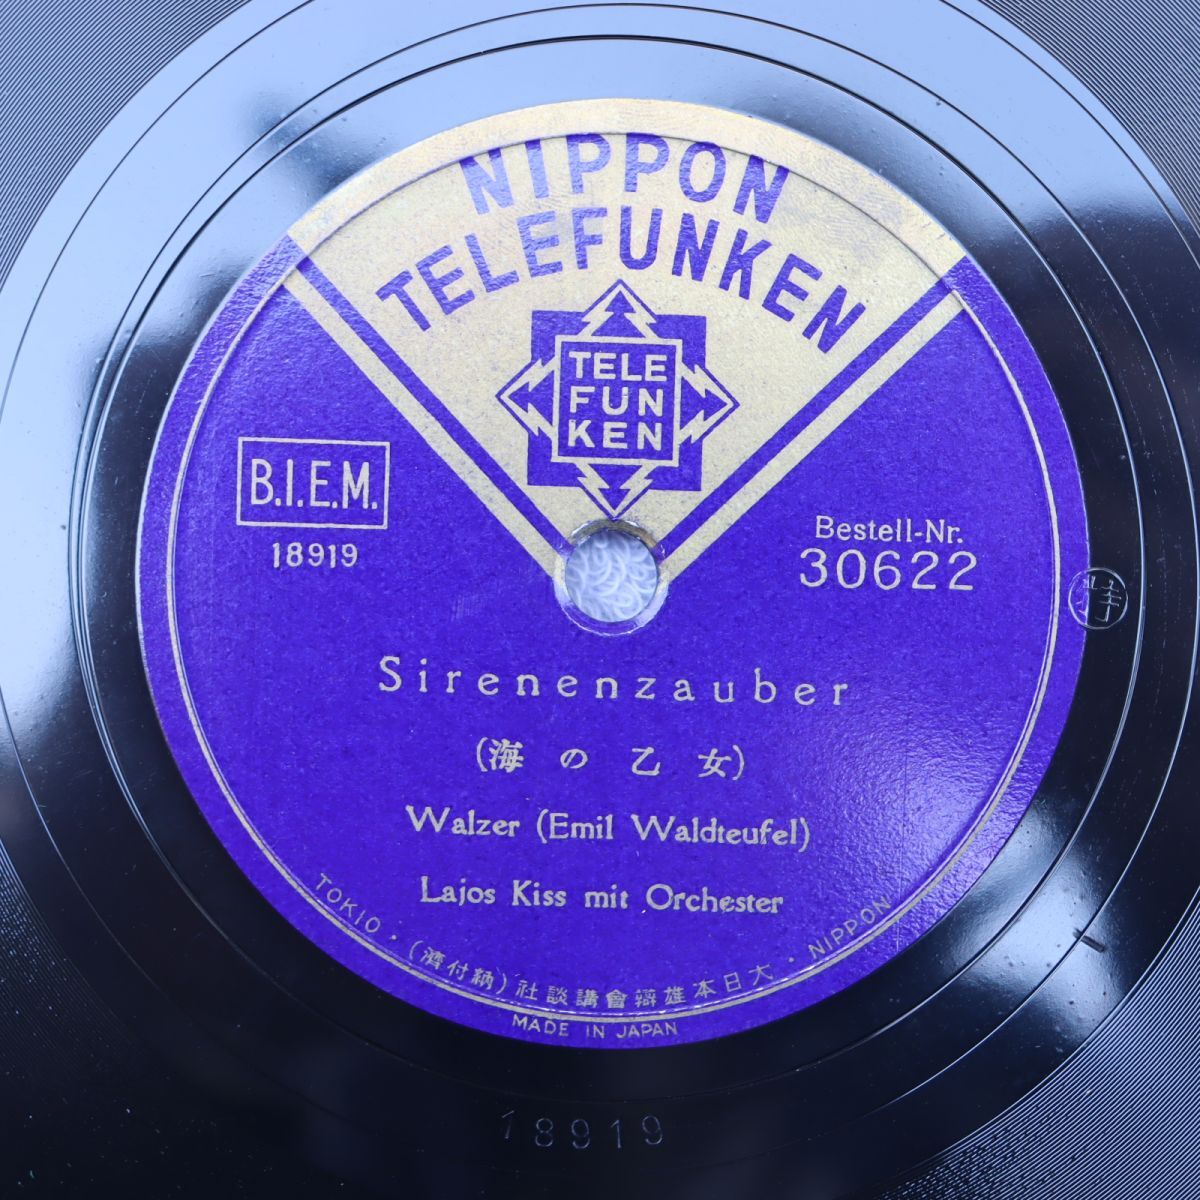 NIPPON
TELEFUNKEN
TELE
FUN
KEN
B.I.E.M.
18919
Bestell-Nr.
30622
Sirenenzauber
(海の乙女)
Walzer (Emil Waldteufel)
Lajos Kiss mit Orchester
TOKIO · (濟付納) 社談講會辯雄本日大 · NIPPON
MADE IN JAPAN
18919